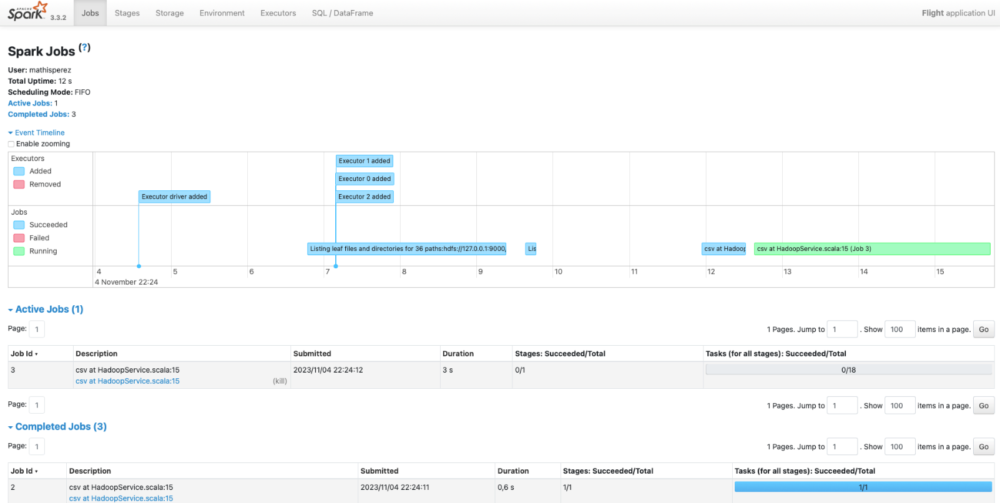 APACHE
Spark 3.3.2 Jobs Stages Storage Environment Executors SQL / DataFrame Flight application UI
Spark Jobs (?)
User: mathisperez
Total Uptime: 12 s
Scheduling Mode: FIFO
Active Jobs: 1
Completed Jobs: 3
Event Timeline
Enable zooming
Executors
Added
Removed
Executor 1 added
Executor 0 added
Executor driver added Executor 2 added
Jobs
Succeeded
Failed
Running
Listing leaf files and directories for 36 paths:hdfs://127.0.0.1:9000, Lis csv at Hadoop csv at HadoopService.scala:15 (Job 3)
4 5 6 7 8 9 10 11 12 13 14 15
4 November 22:24
Active Jobs (1)
Page: 1 1 Pages. Jump to 1 . Show 100 items in a page. Go
Job Id Description Submitted Duration Stages: Succeeded/Total Tasks (for all stages): Succeeded/Total
3 csv at HadoopService.scala:15 2023/11/04 22:24:12 3 s 0/1 0/18
csv at HadoopService.scala:15 (kill)
Page: 1 1 Pages. Jump to 1 . Show 100 items in a page. Go
Completed Jobs (3)
Page: 1 1 Pages. Jump to 1 . Show 100 items in a page. Go
Job Id Description Submitted Duration Stages: Succeeded/Total Tasks (for all stages): Succeeded/Total
2 csv at HadoopService.scala:15 2023/11/04 22:24:11 0,6 s 1/1 1/1
csv at HadoopService.scala:15